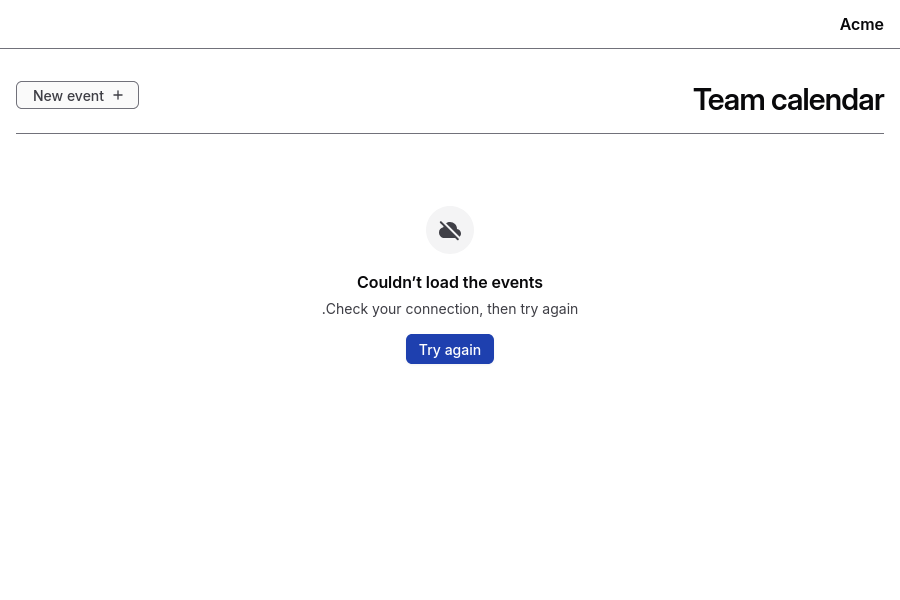 Acme
Team calendar
New event
Couldn’t load the events
.Check your connection, then try again
Try again